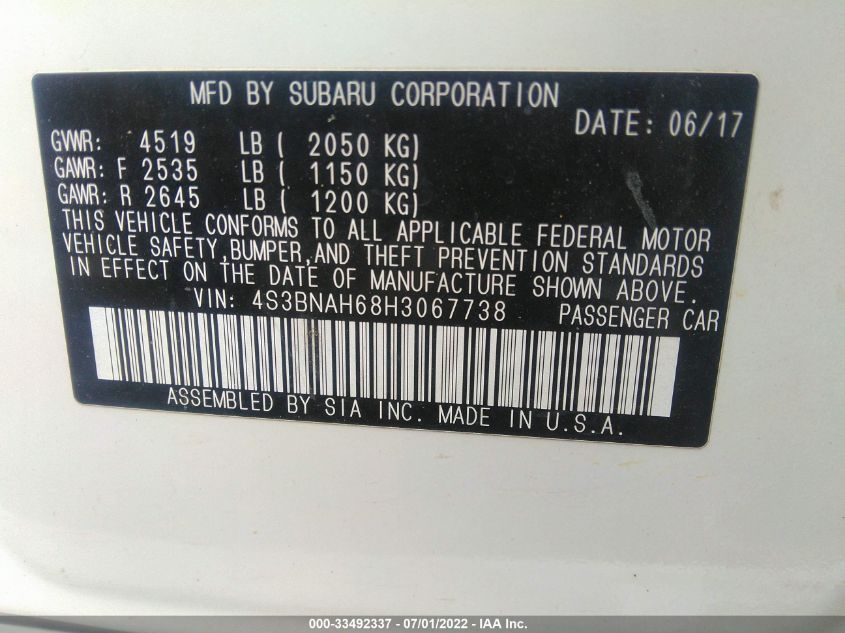 MFD BY SUBARU CORPORATION
DATE: 06/17
GVWR: 4519 LB ( 2050 KG)
GAWR: F 2535 LB ( 1150 KG)
GAWR: R 2645 LB ( 1200 KG)
THIS VEHICLE CONFORMS TO ALL APPLICABLE FEDERAL MOTOR
VEHICLE SAFETY,BUMPER,AND THEFT PREVENTION STANDARDS
IN EFFECT ON THE DATE OF MANUFACTURE SHOWN ABOVE.
VIN: 4S3BNAH68H3067738 PASSENGER CAR
ASSEMBLED BY SIA INC. MADE IN U.S.A.
000-33492337 - 07/01/2022 - IAA Inc.